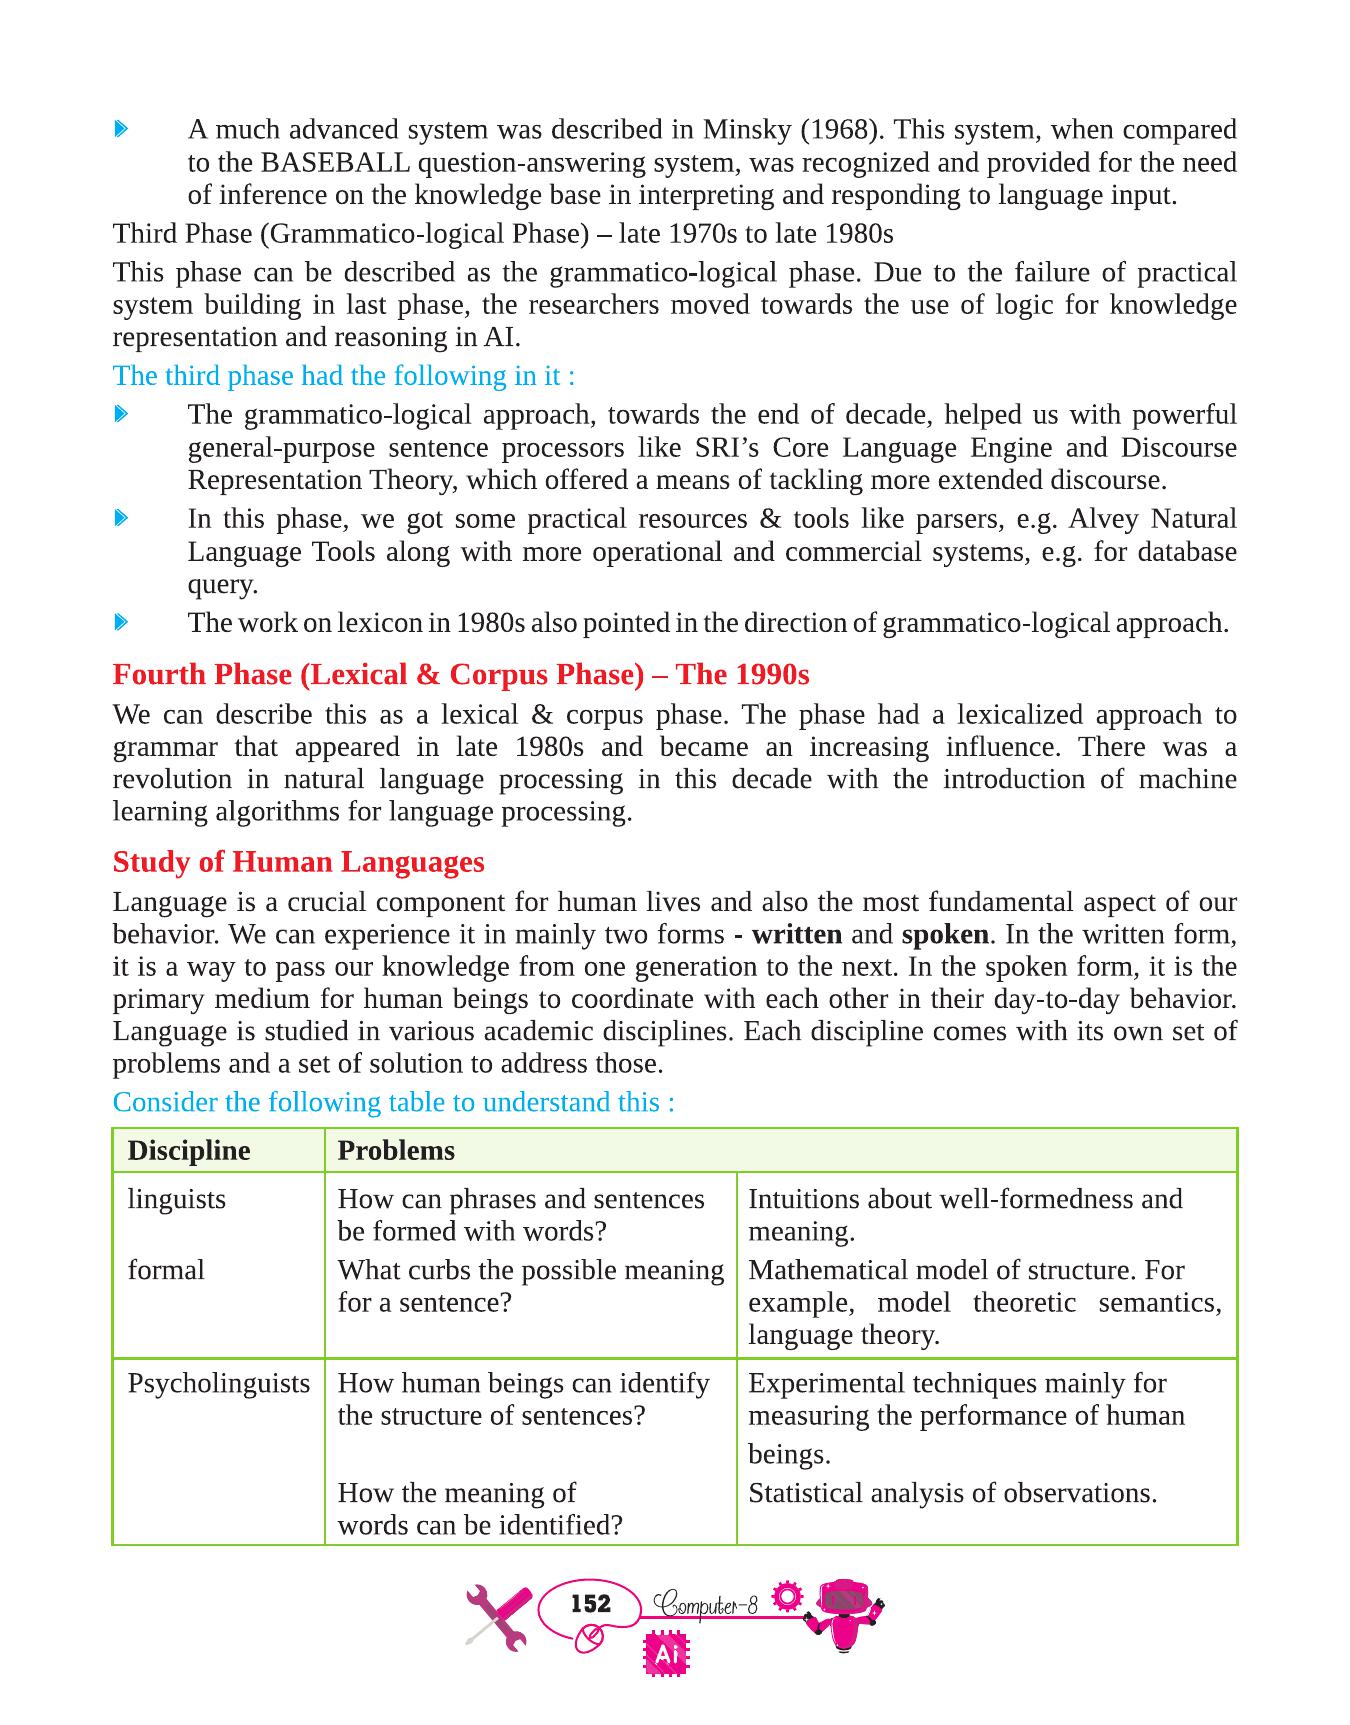 A much advanced system was described in Minsky (1968). This system, when compared
to the BASEBALL question-answering system, was recognized and provided for the need
of inference on the knowledge base in interpreting and responding to language input.
Third Phase (Grammatico-logical Phase) – late 1970s to late 1980s
This phase can be described as the grammatico-logical phase. Due to the failure of practical
system building in last phase, the researchers moved towards the use of logic for knowledge
representation and reasoning in AI.
The third phase had the following in it :
The grammatico-logical approach, towards the end of decade, helped us with powerful
general-purpose sentence processors like SRI’s Core Language Engine and Discourse
Representation Theory, which offered a means of tackling more extended discourse.
In this phase, we got some practical resources & tools like parsers, e.g. Alvey Natural
Language Tools along with more operational and commercial systems, e.g. for database
query.
The work on lexicon in 1980s also pointed in the direction of grammatico-logical approach.
Fourth Phase (Lexical & Corpus Phase) – The 1990s
We can describe this as a lexical & corpus phase. The phase had a lexicalized approach to
grammar that appeared in late 1980s and became an increasing influence. There was a
revolution in natural language processing in this decade with the introduction of machine
learning algorithms for language processing.
Study of Human Languages
Language is a crucial component for human lives and also the most fundamental aspect of our
behavior. We can experience it in mainly two forms - written and spoken. In the written form,
it is a way to pass our knowledge from one generation to the next. In the spoken form, it is the
primary medium for human beings to coordinate with each other in their day-to-day behavior.
Language is studied in various academic disciplines. Each discipline comes with its own set of
problems and a set of solution to address those.
Consider the following table to understand this :
Discipline Problems
linguists How can phrases and sentences Intuitions about well-formedness and
be formed with words? meaning.
formal What curbs the possible meaning Mathematical model of structure. For
for a sentence? example, model theoretic semantics,
language theory.
Psycholinguists How human beings can identify Experimental techniques mainly for
the structure of sentences? measuring the performance of human
beings.
How the meaning of Statistical analysis of observations.
words can be identified?
152 Computer-8
Ai